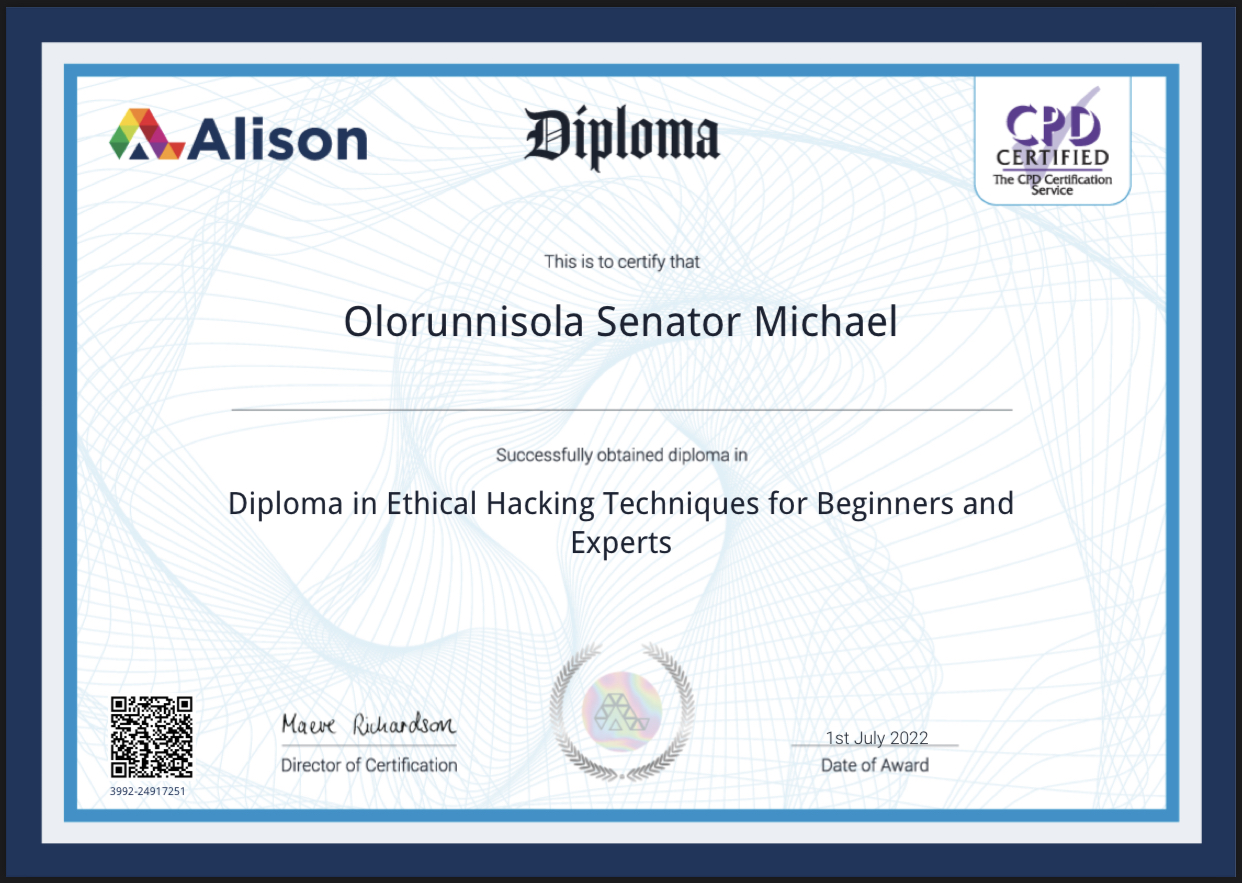 Alison
Diploma
CPD
CERTIFIED
The CPD Certification
Service
This is to certify that
Olorunnisola Senator Michael
Successfully obtained diploma in
Diploma in Ethical Hacking Techniques for Beginners and
Experts
Maeve Richardson
Director of Certification
1st July 2022
Date of Award
3992-24917251